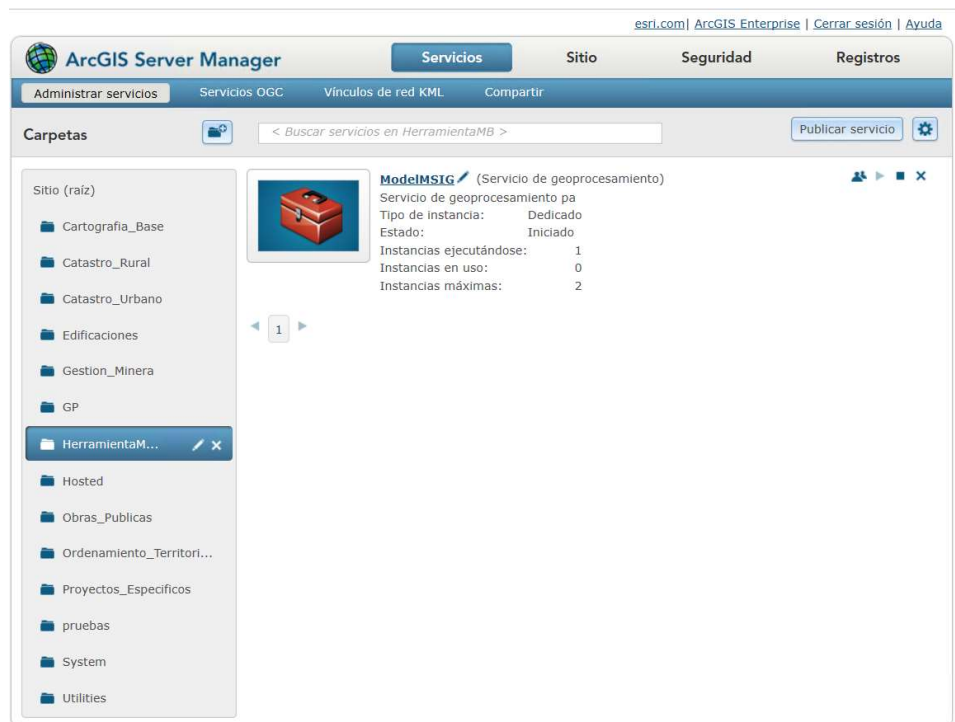 esri.com| ArcGIS Enterprise | Cerrar sesión | Ayuda
ArcGIS Server Manager
Servicios Sitio Seguridad Registros
Administrar servicios Servicios OGC Vínculos de red KML Compartir
Carpetas < Buscar servicios en HerramientaMB > Publicar servicio
Sitio (raíz)
Cartografia_Base
Catastro_Rural
Catastro_Urbano
Edificaciones
Gestion_Minera
GP
HerramientaM...
Hosted
Obras_Publicas
Ordenamiento_Territori...
Proyectos_Especificos
pruebas
System
Utilities
ModelMSIG (Servicio de geoprocesamiento)
Servicio de geoprocesamiento pa
Tipo de instancia: Dedicado
Estado: Iniciado
Instancias ejecutándose: 1
Instancias en uso: 0
Instancias máximas: 2
1